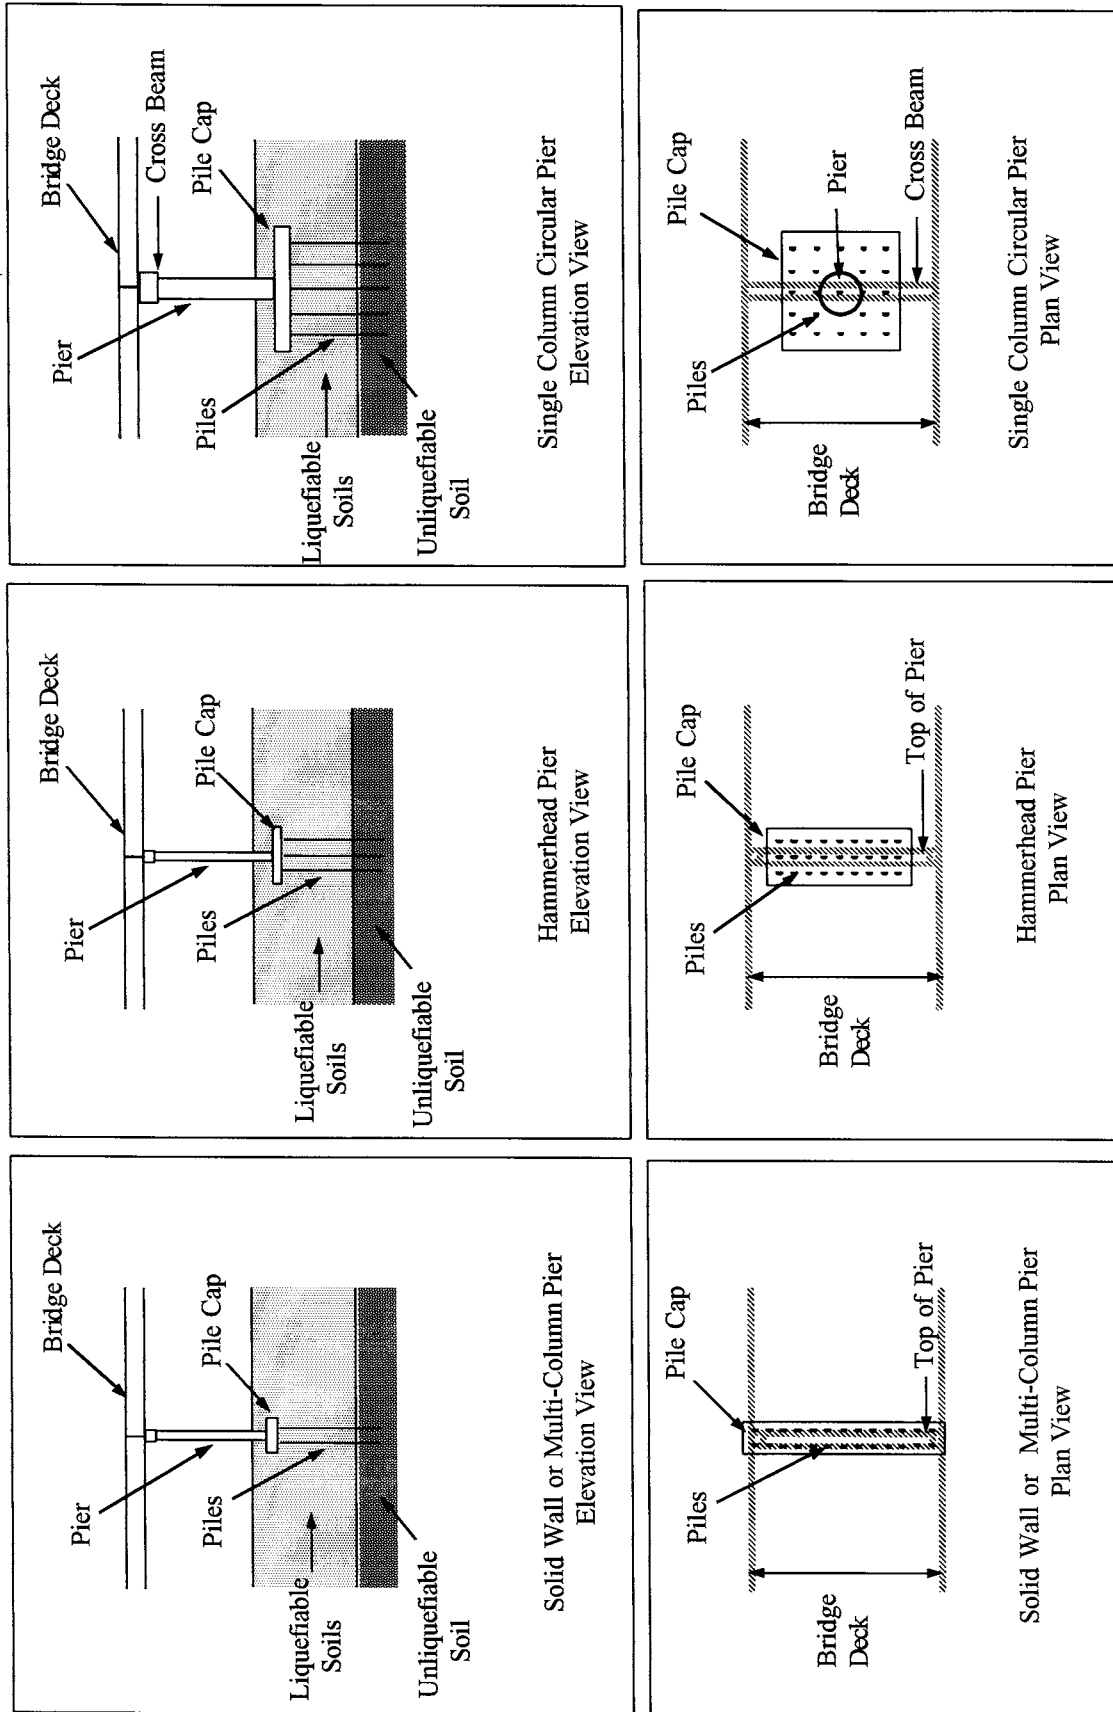 Bridge Deck
Pier
Pile Cap
Piles
Liquefiable
Soils
Unliquefiable
Soil
Solid Wall or Multi-Column Pier
Elevation View
Bridge Deck
Pier
Pile Cap
Piles
Liquefiable
Soils
Unliquefiable
Soil
Hammerhead Pier
Elevation View
Bridge Deck
Pier
Cross Beam
Pile Cap
Piles
Liquefiable
Soils
Unliquefiable
Soil
Single Column Circular Pier
Elevation View
Pile Cap
Piles
Bridge
Deck
Top of Pier
Solid Wall or Multi-Column Pier
Plan View
Pile Cap
Piles
Bridge
Deck
Top of Pier
Hammerhead Pier
Plan View
Pile Cap
Piles
Pier
Bridge
Deck
Cross Beam
Single Column Circular Pier
Plan View